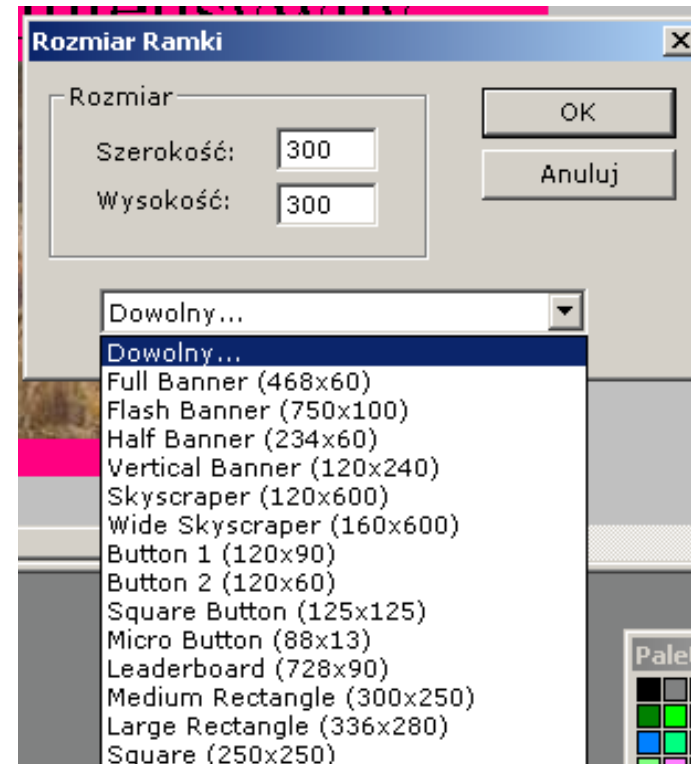 Rozmiar Ramki
Rozmiar
OK
Szerokość: 300
Anuluj
Wysokość: 300
Dowolny...
Dowolny...
Full Banner (468x60)
Flash Banner (750x100)
Half Banner (234x60)
Vertical Banner (120x240)
Skyscraper (120x600)
Wide Skyscraper (160x600)
Button 1 (120x90)
Button 2 (120x60)
Square Button (125x125)
Micro Button (88x13)
Leaderboard (728x90)
Medium Rectangle (300x250)
Large Rectangle (336x280)
Square (250x250)